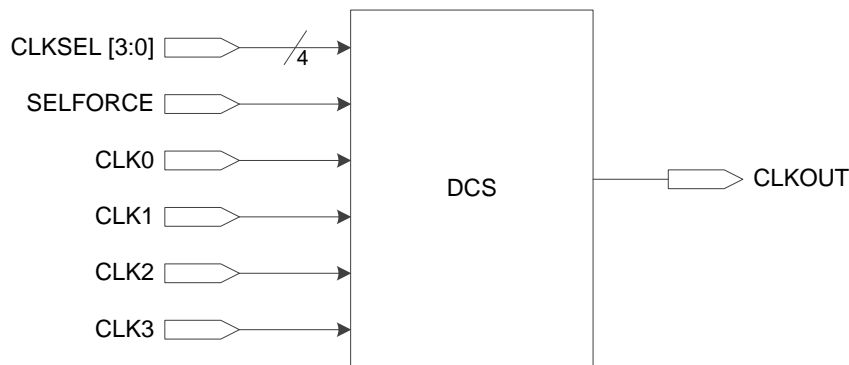 CLKSEL [3:0]
4
SELFORCE
CLK0
CLK1
CLK2
CLK3
DCS
CLKOUT